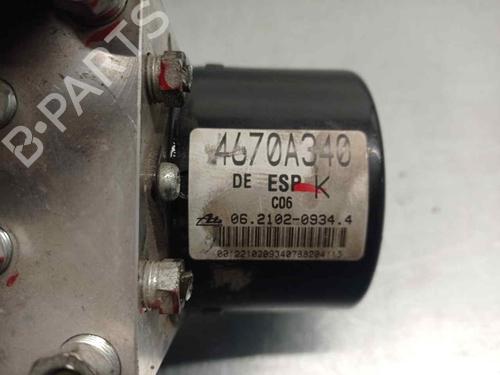 B-PARTS
4670A340
DE ESP K
C06
06.2102-0934.4